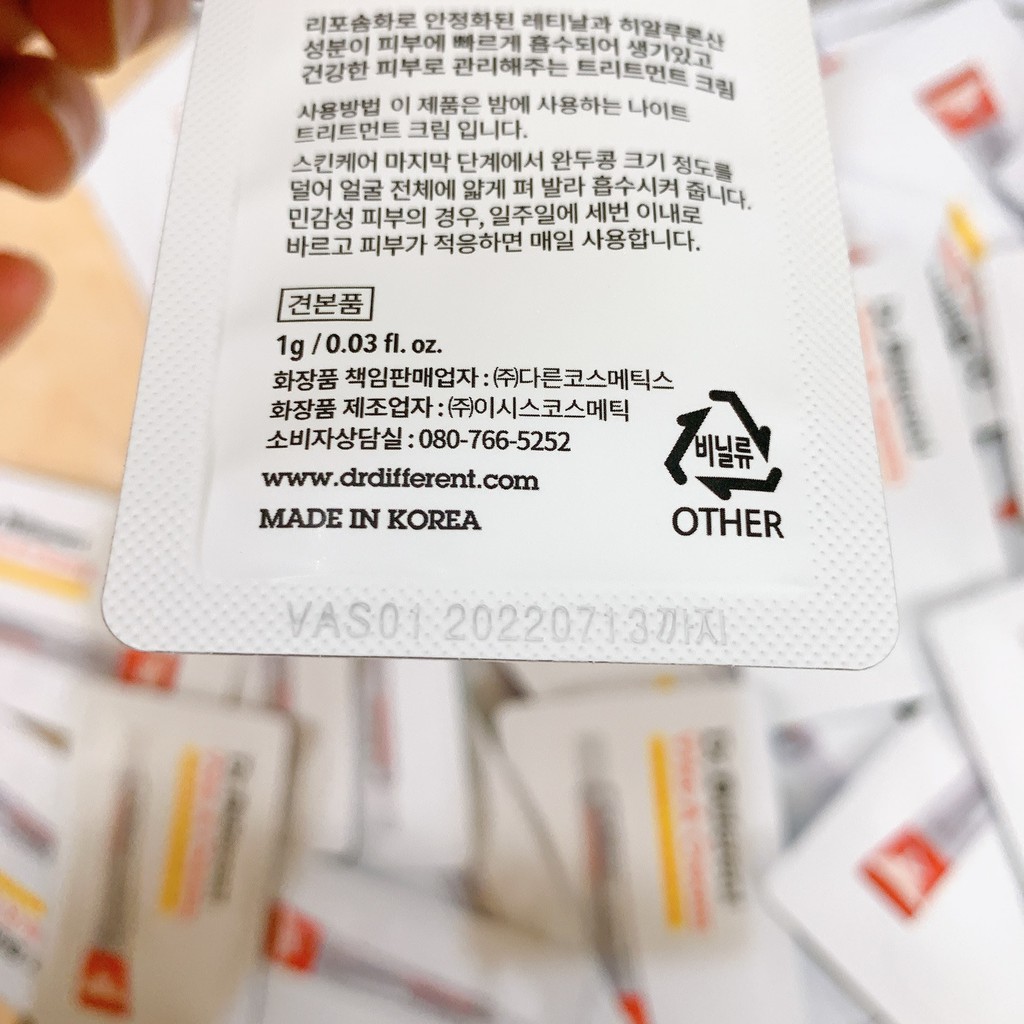 리포솜화로 안정화된 레티날과 히알루론산
성분이 피부에 빠르게 흡수되어 생기있고
건강한 피부로 관리해주는 트리트먼트 크림
사용방법 이 제품은 밤에 사용하는 나이트
트리트먼트 크림 입니다.
스킨케어 마지막 단계에서 완두콩 크기 정도를
덜어 얼굴 전체에 얇게 펴 발라 흡수시켜 줍니다.
민감성 피부의 경우, 일주일에 세번 이내로
바르고 피부가 적응하면 매일 사용합니다.
견본품
1g / 0.03 fl. oz.
화장품 책임판매업자 : ㈜다른코스메틱스
화장품 제조업자 : ㈜이시스코스메틱
소비자상담실 : 080-766-5252
www.drdifferent.com
MADE IN KOREA
비닐류
OTHER
VAS01 20220713까지